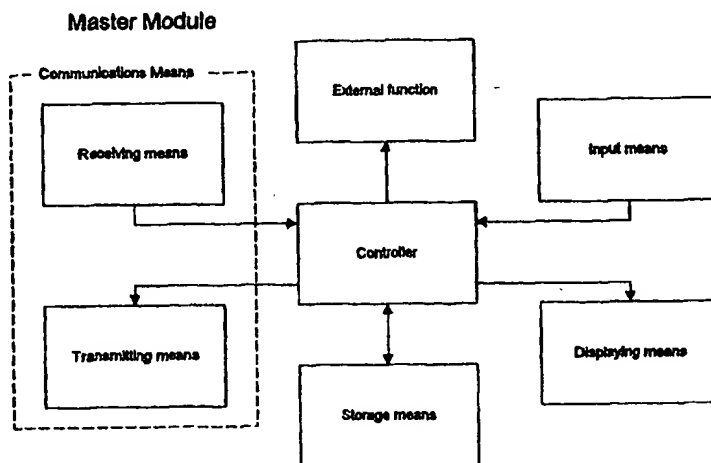 Master Module
Communications Means
External function
Receiving means
Input means
Controller
Transmitting means
Displaying means
Storage means